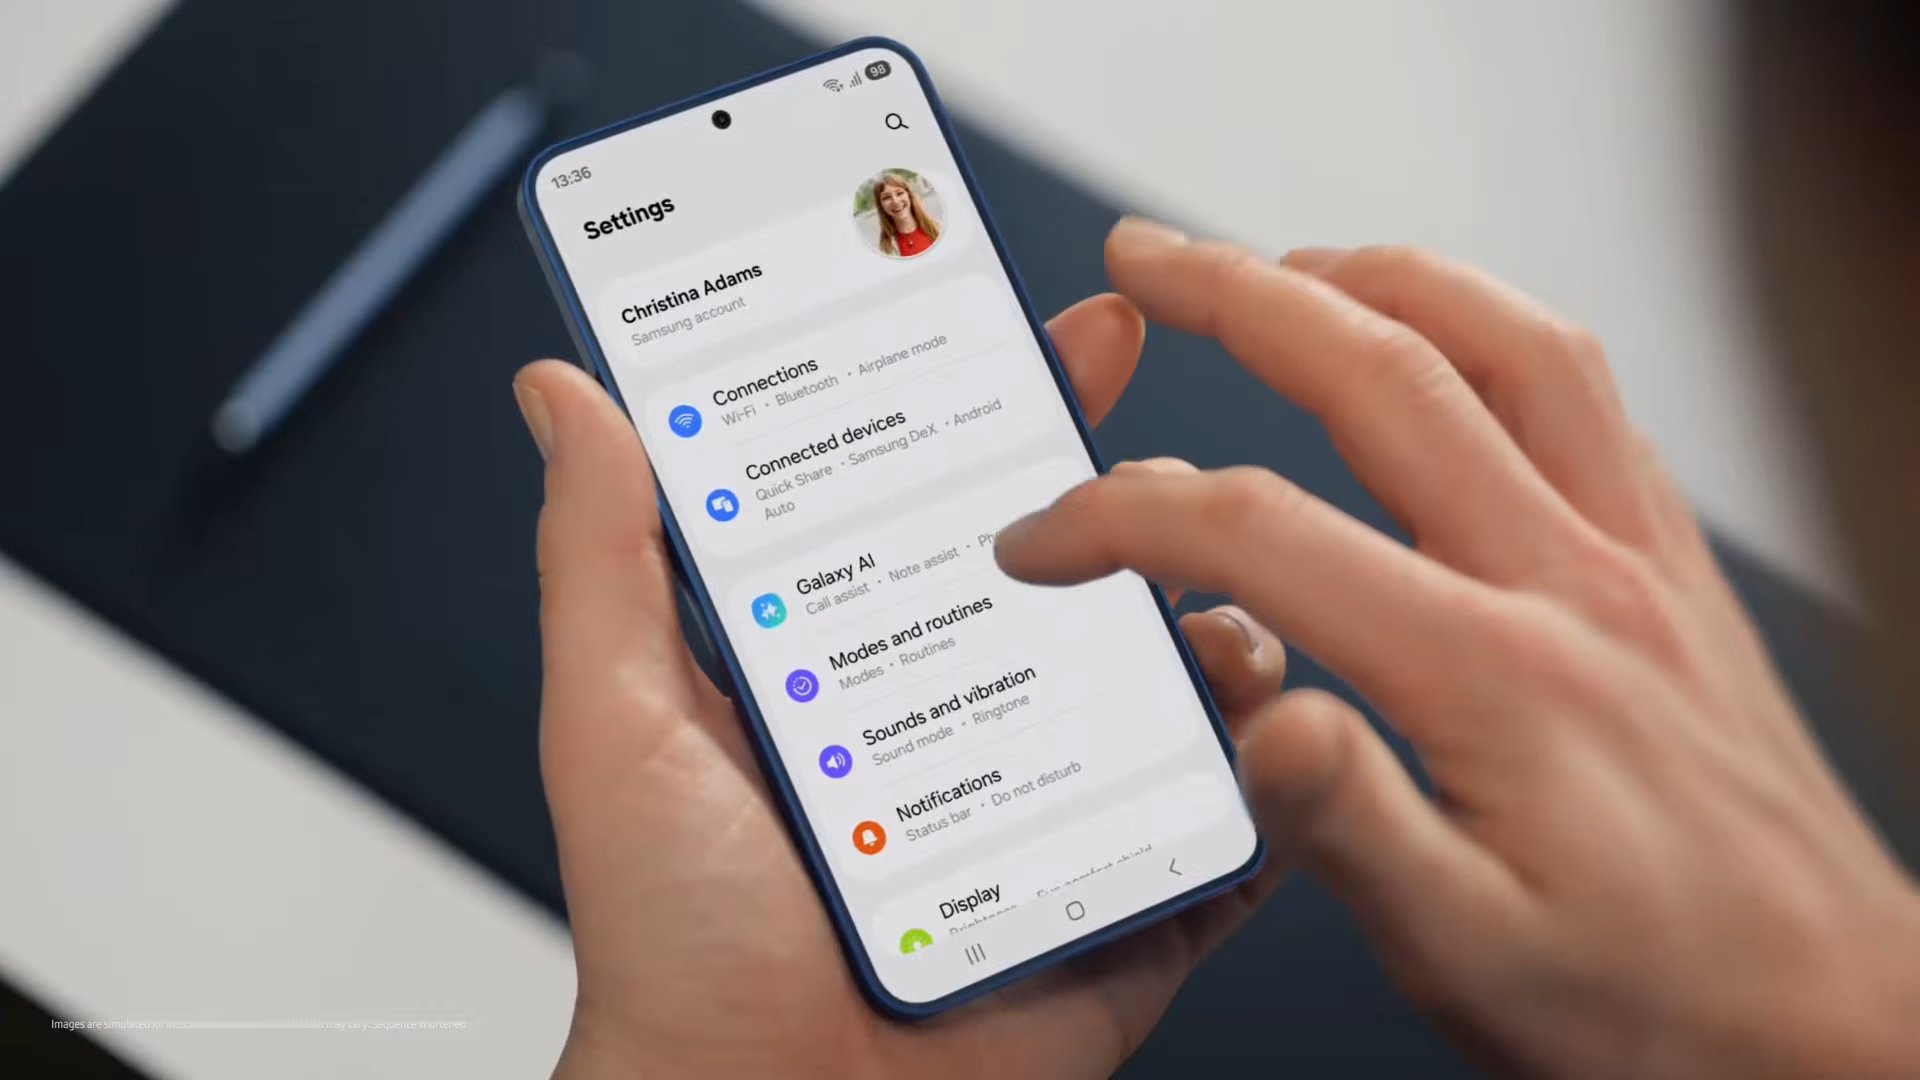 13:36
98
Settings
Christina Adams
Samsung account
Connections
Wi-Fi • Bluetooth • Airplane mode
Connected devices
Quick Share • Samsung DeX • Android
Auto
Galaxy AI
Call assist • Note assist •
Modes and routines
Modes • Routines
Sounds and vibration
Sound mode • Ringtone
Notifications
Status bar • Do not disturb
Display
Images are simulated for may vary. Sequence shortened.